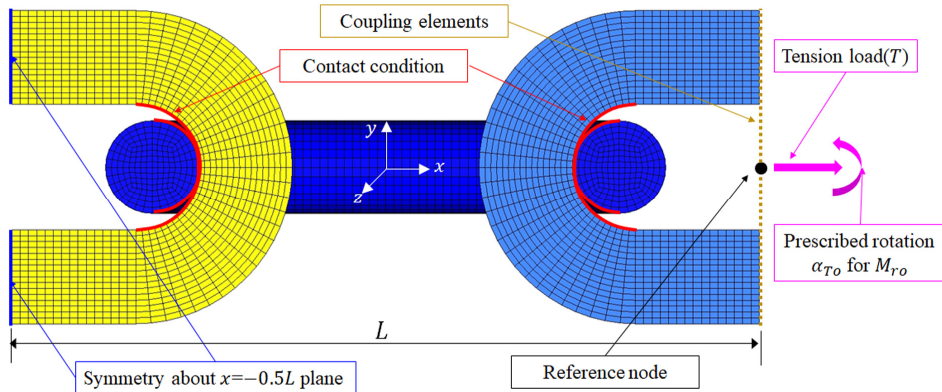 Coupling elements
Tension load(T)
Contact condition
y
x
z
Prescribed rotation
α_To for M_ro
L
Symmetry about x=−0.5L plane
Reference node